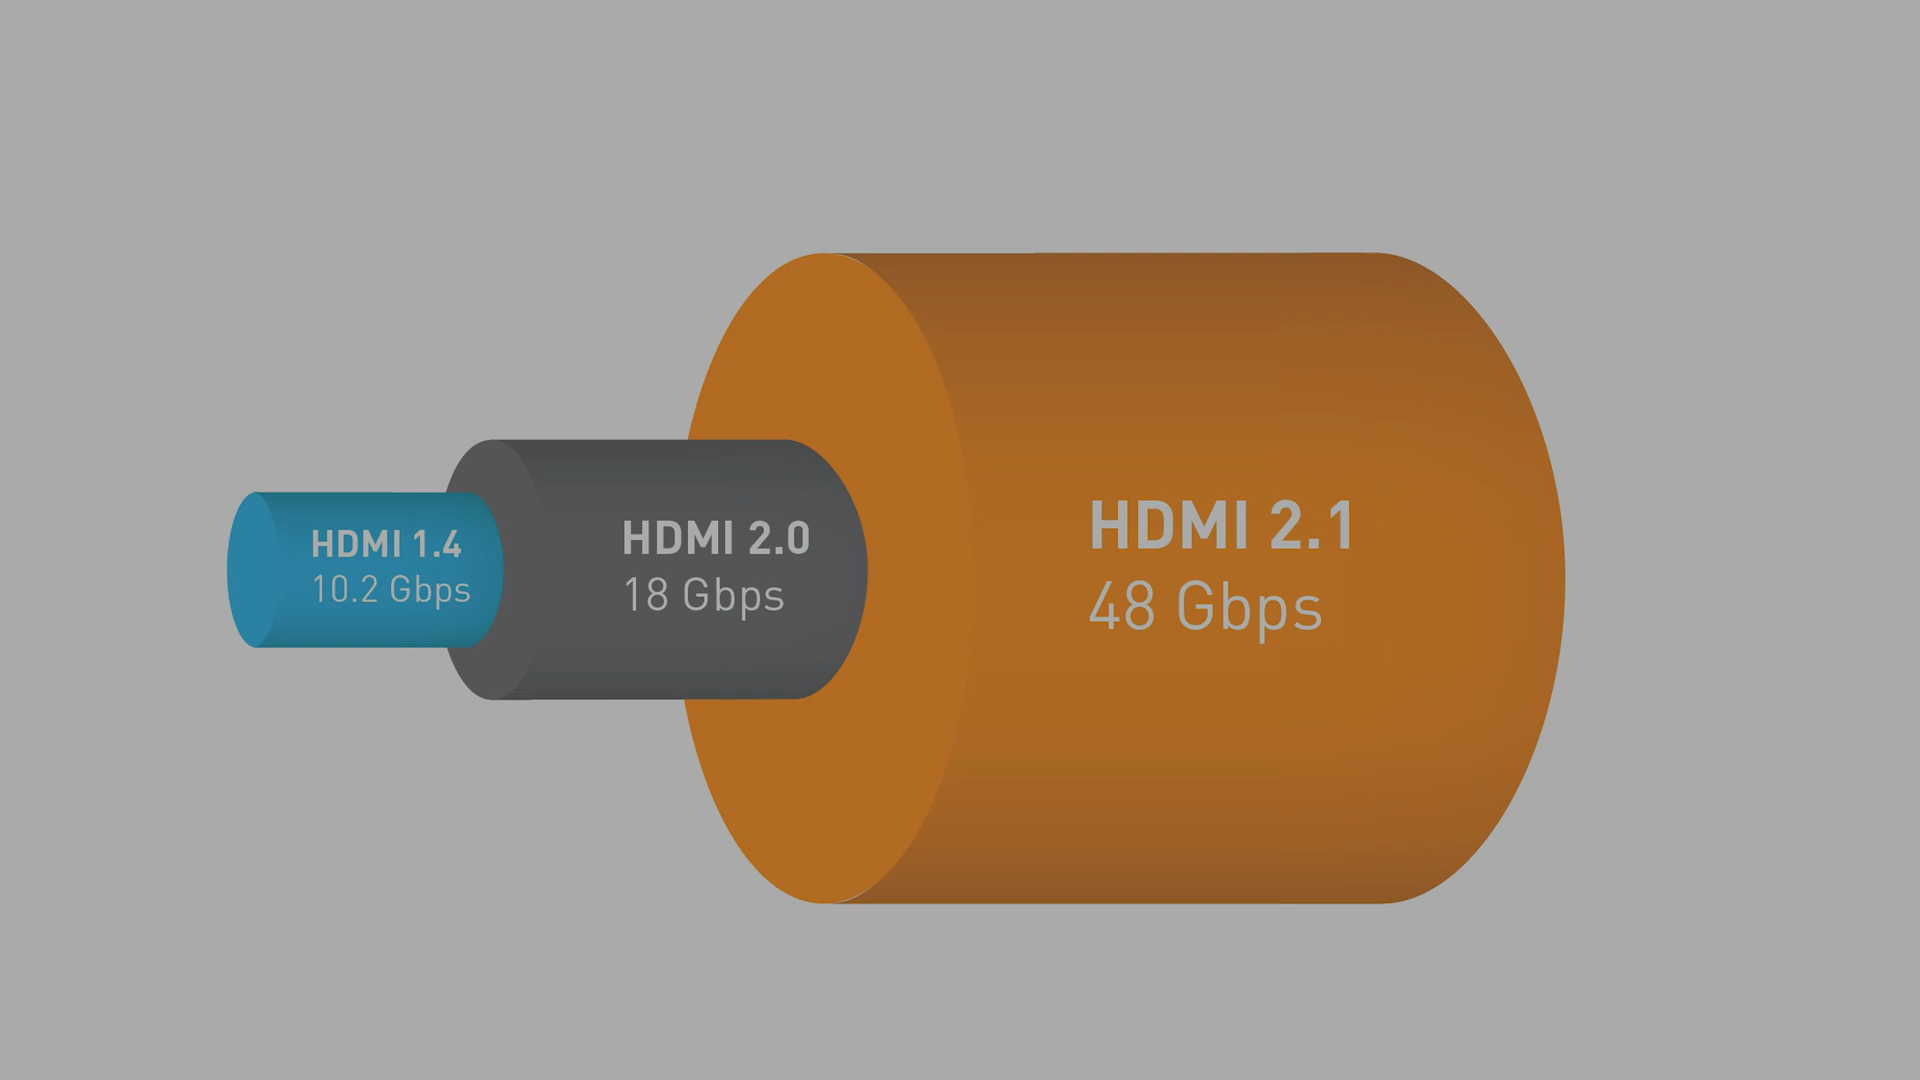 HDMI 1.4
10.2 Gbps
HDMI 2.0
18 Gbps
HDMI 2.1
48 Gbps